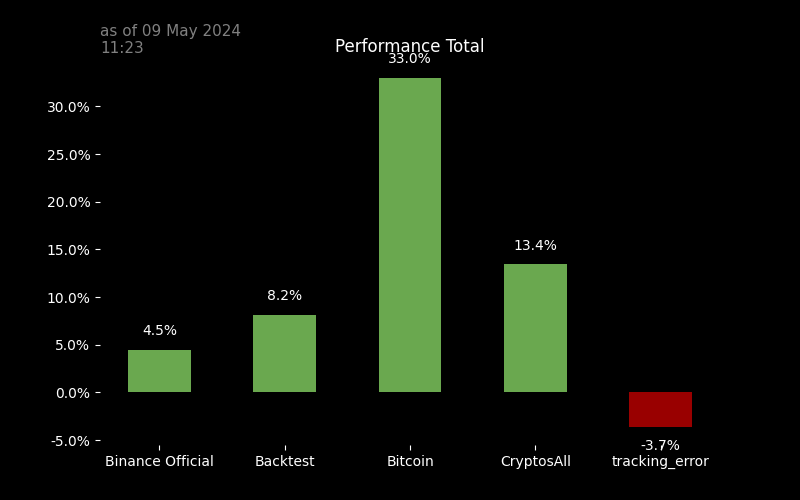 as of 09 May 2024
11:23
Performance Total
33.0%
30.0%
25.0%
20.0%
15.0%
10.0%
5.0%
0.0%
-5.0%
4.5%
8.2%
13.4%
-3.7%
Binance Official
Backtest
Bitcoin
CryptosAll
tracking_error